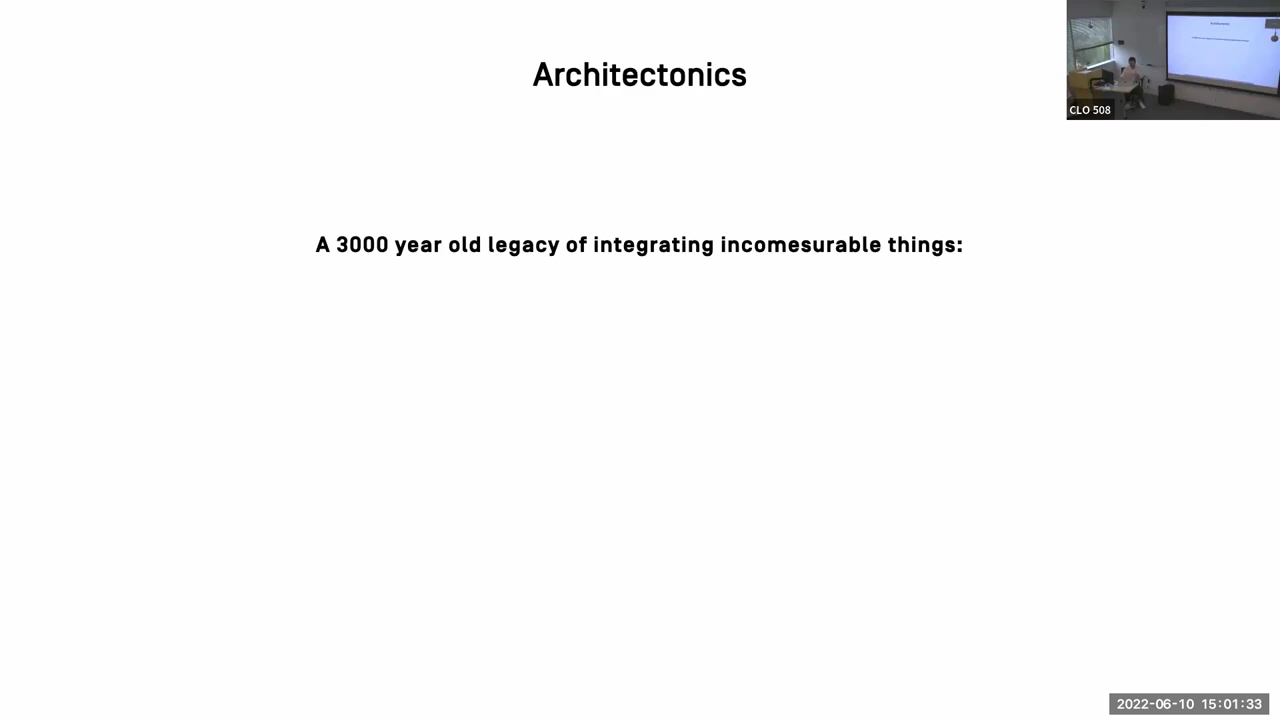 Architectonics
CLO 508
A 3000 year old legacy of integrating incomesurable things:
2022-06-10 15:01:33